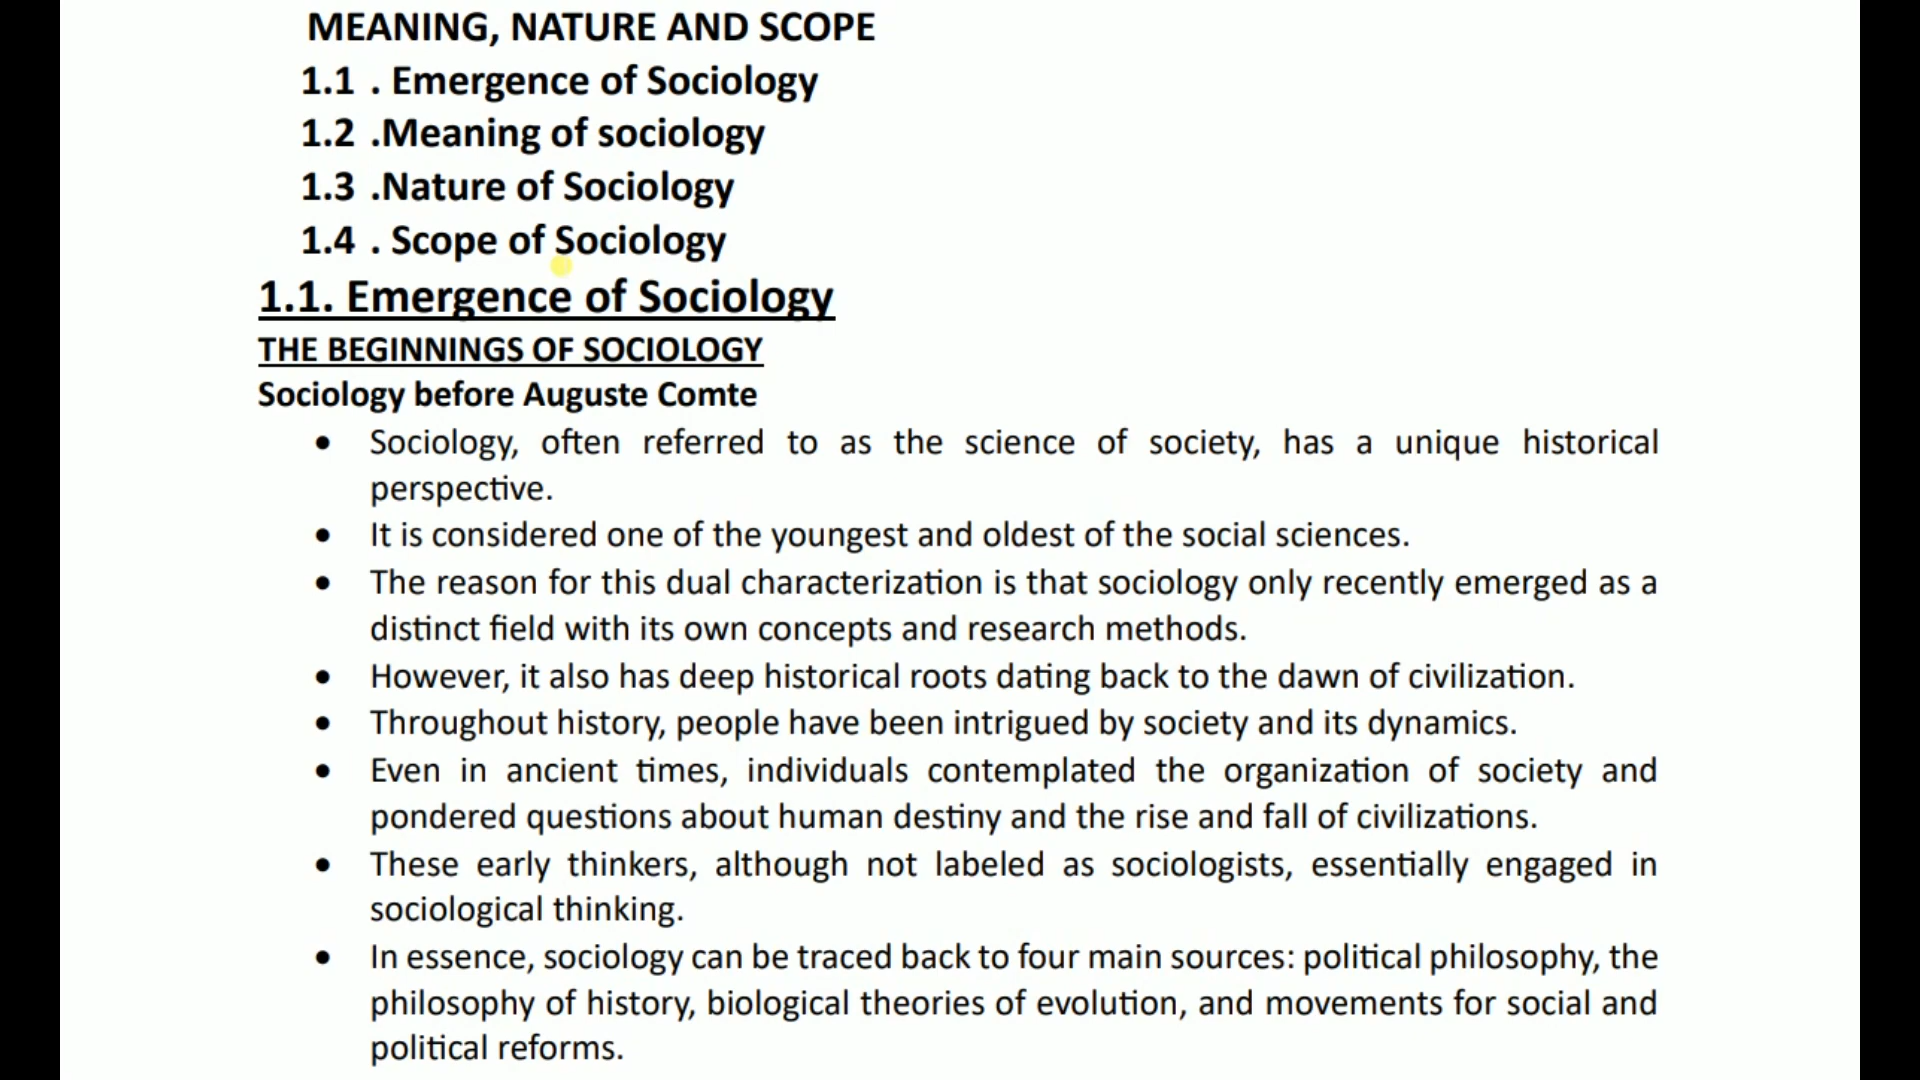 MEANING, NATURE AND SCOPE
1.1 . Emergence of Sociology
1.2 .Meaning of sociology
1.3 .Nature of Sociology
1.4 . Scope of Sociology
1.1. Emergence of Sociology
THE BEGINNINGS OF SOCIOLOGY
Sociology before Auguste Comte
• Sociology, often referred to as the science of society, has a unique historical
perspective.
• It is considered one of the youngest and oldest of the social sciences.
• The reason for this dual characterization is that sociology only recently emerged as a
distinct field with its own concepts and research methods.
• However, it also has deep historical roots dating back to the dawn of civilization.
• Throughout history, people have been intrigued by society and its dynamics.
• Even in ancient times, individuals contemplated the organization of society and
pondered questions about human destiny and the rise and fall of civilizations.
• These early thinkers, although not labeled as sociologists, essentially engaged in
sociological thinking.
• In essence, sociology can be traced back to four main sources: political philosophy, the
philosophy of history, biological theories of evolution, and movements for social and
political reforms.